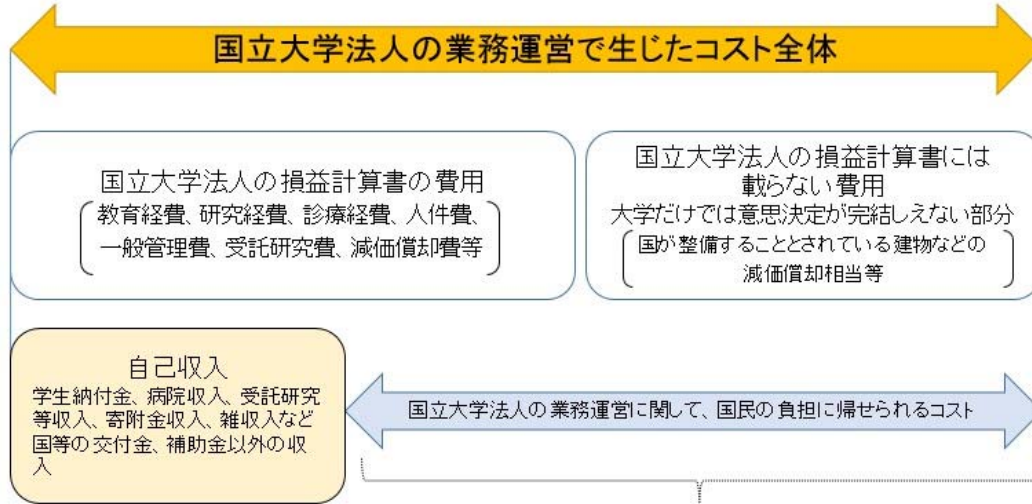 国立大学法人の業務運営で生じたコスト全体
国立大学法人の損益計算書の費用
教育経費、研究経費、診療経費、人件費、
一般管理費、受託研究費、減価償却費等
国立大学法人の損益計算書には
載らない費用
大学だけでは意思決定が完結しえない部分
国が整備することとされている建物などの
減価償却相当等
自己収入
学生納付金、病院収入、受託研究
等収入、寄附金収入、雑収入など
国等の交付金、補助金以外の収
入
国立大学法人の業務運営に関して、国民の負担に帰せられるコスト